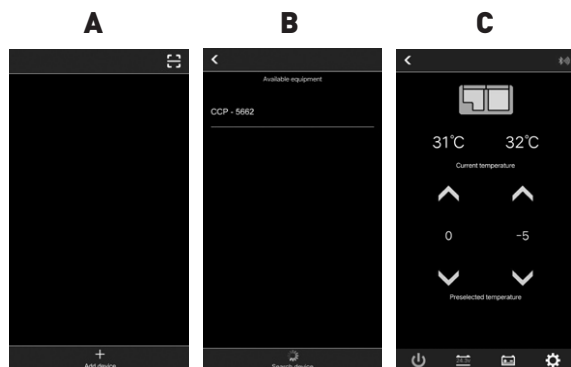 A
B
C
Available equipment
CCP - 5662
31°C 32°C
Current temperature
0 -5
Preselected temperature
Add device
Search device